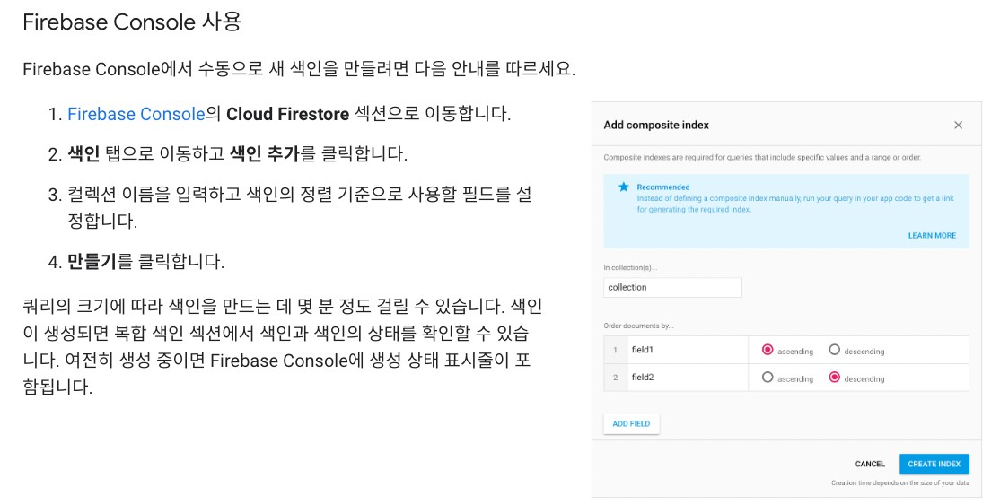 Firebase Console 사용
Firebase Console에서 수동으로 새 색인을 만들려면 다음 안내를 따르세요.
1. Firebase Console의 Cloud Firestore 섹션으로 이동합니다.
2. 색인 탭으로 이동하고 색인 추가를 클릭합니다.
3. 컬렉션 이름을 입력하고 색인의 정렬 기준으로 사용할 필드를 설
정합니다.
4. 만들기를 클릭합니다.
쿼리의 크기에 따라 색인을 만드는 데 몇 분 정도 걸릴 수 있습니다. 색인
이 생성되면 복합 색인 섹션에서 색인과 색인의 상태를 확인할 수 있습
니다. 여전히 생성 중이면 Firebase Console에 생성 상태 표시줄이 포
함됩니다.
Add composite index
Composite indexes are required for queries that include specific values and a range or order.
Recommended
Instead of defining a composite index manually, run your query in your app code to get a link
for generating the required index.
LEARN MORE
In collection(s)...
collection
Order documents by...
1 field1 ascending descending
2 field2 ascending descending
ADD FIELD
CANCEL CREATE INDEX
Creation time depends on the size of your data